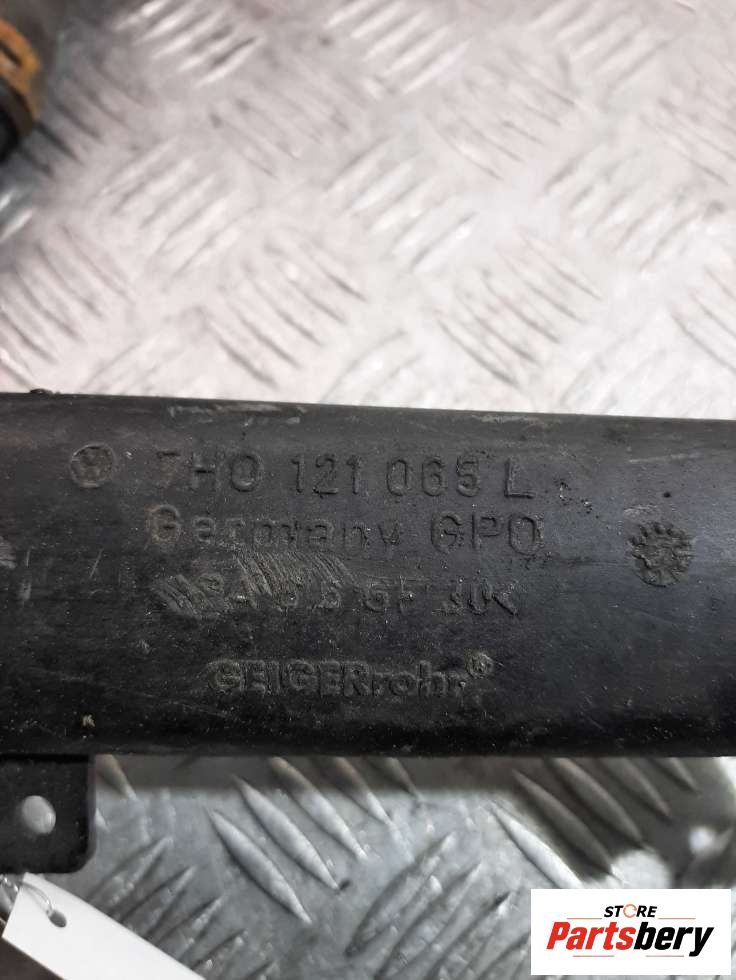 7H0 121 065 L
Germany GPO
GEIGERrohr®
STORE
Partsbery